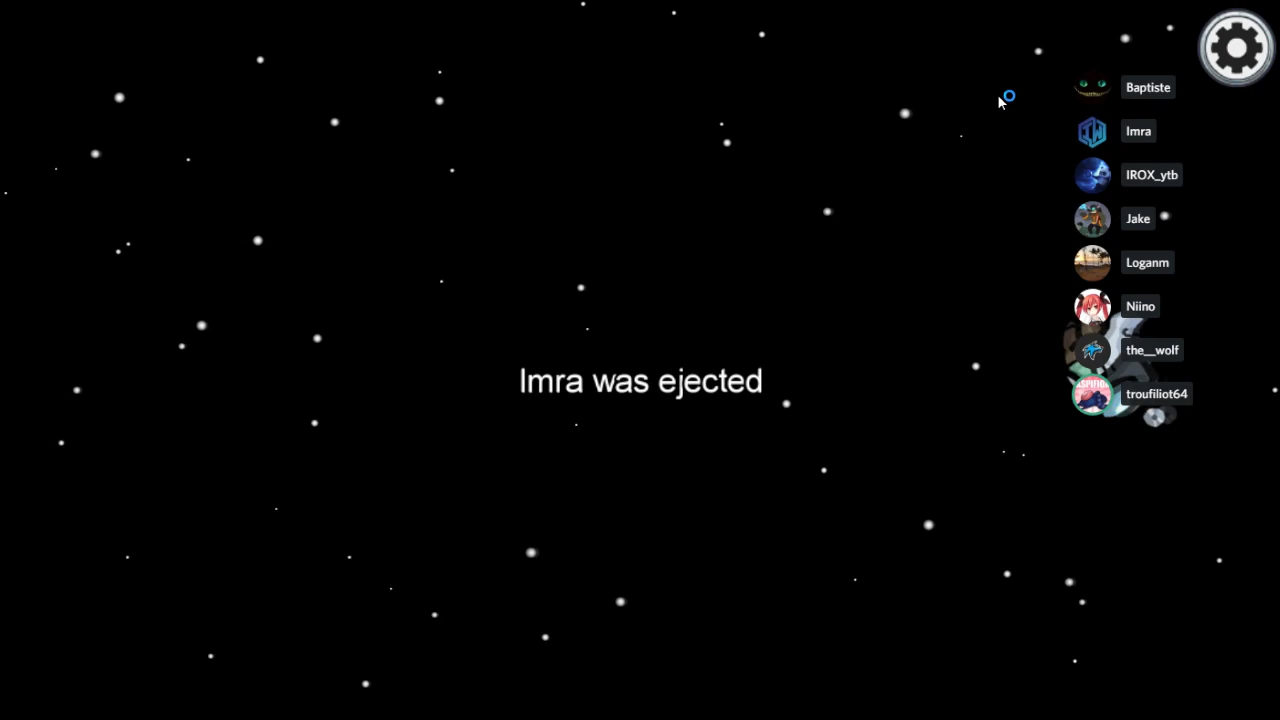 Baptiste
Imra
IROX_ytb
Jake
Loganm
Niino
Imra was ejected
the__wolf
troufiliot64